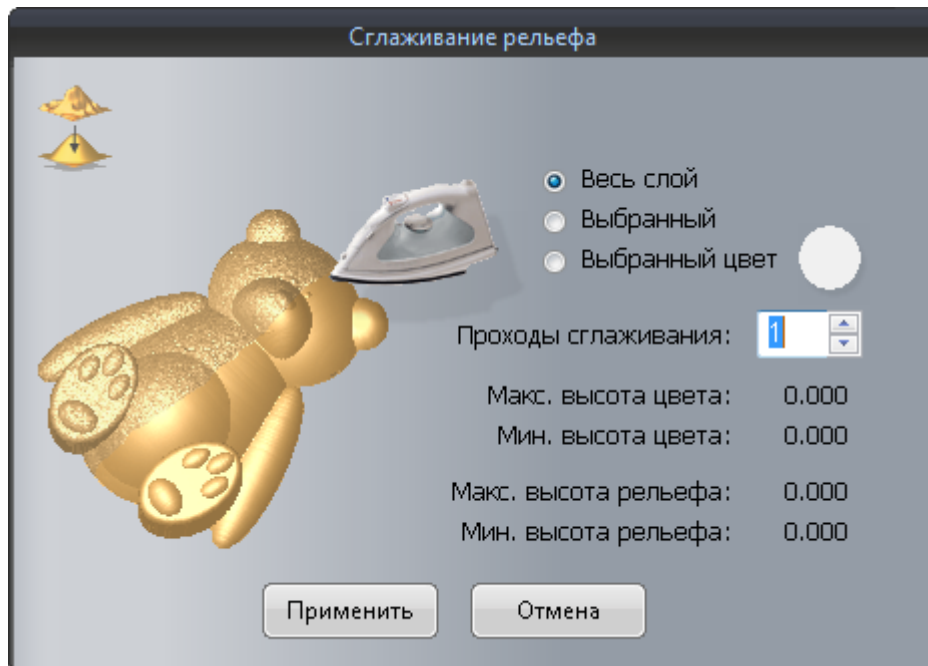 Сглаживание рельефа
Весь слой
Выбранный
Выбранный цвет
Проходы сглаживания: 1
Макс. высота цвета: 0.000
Мин. высота цвета: 0.000
Макс. высота рельефа: 0.000
Мин. высота рельефа: 0.000
Применить Отмена